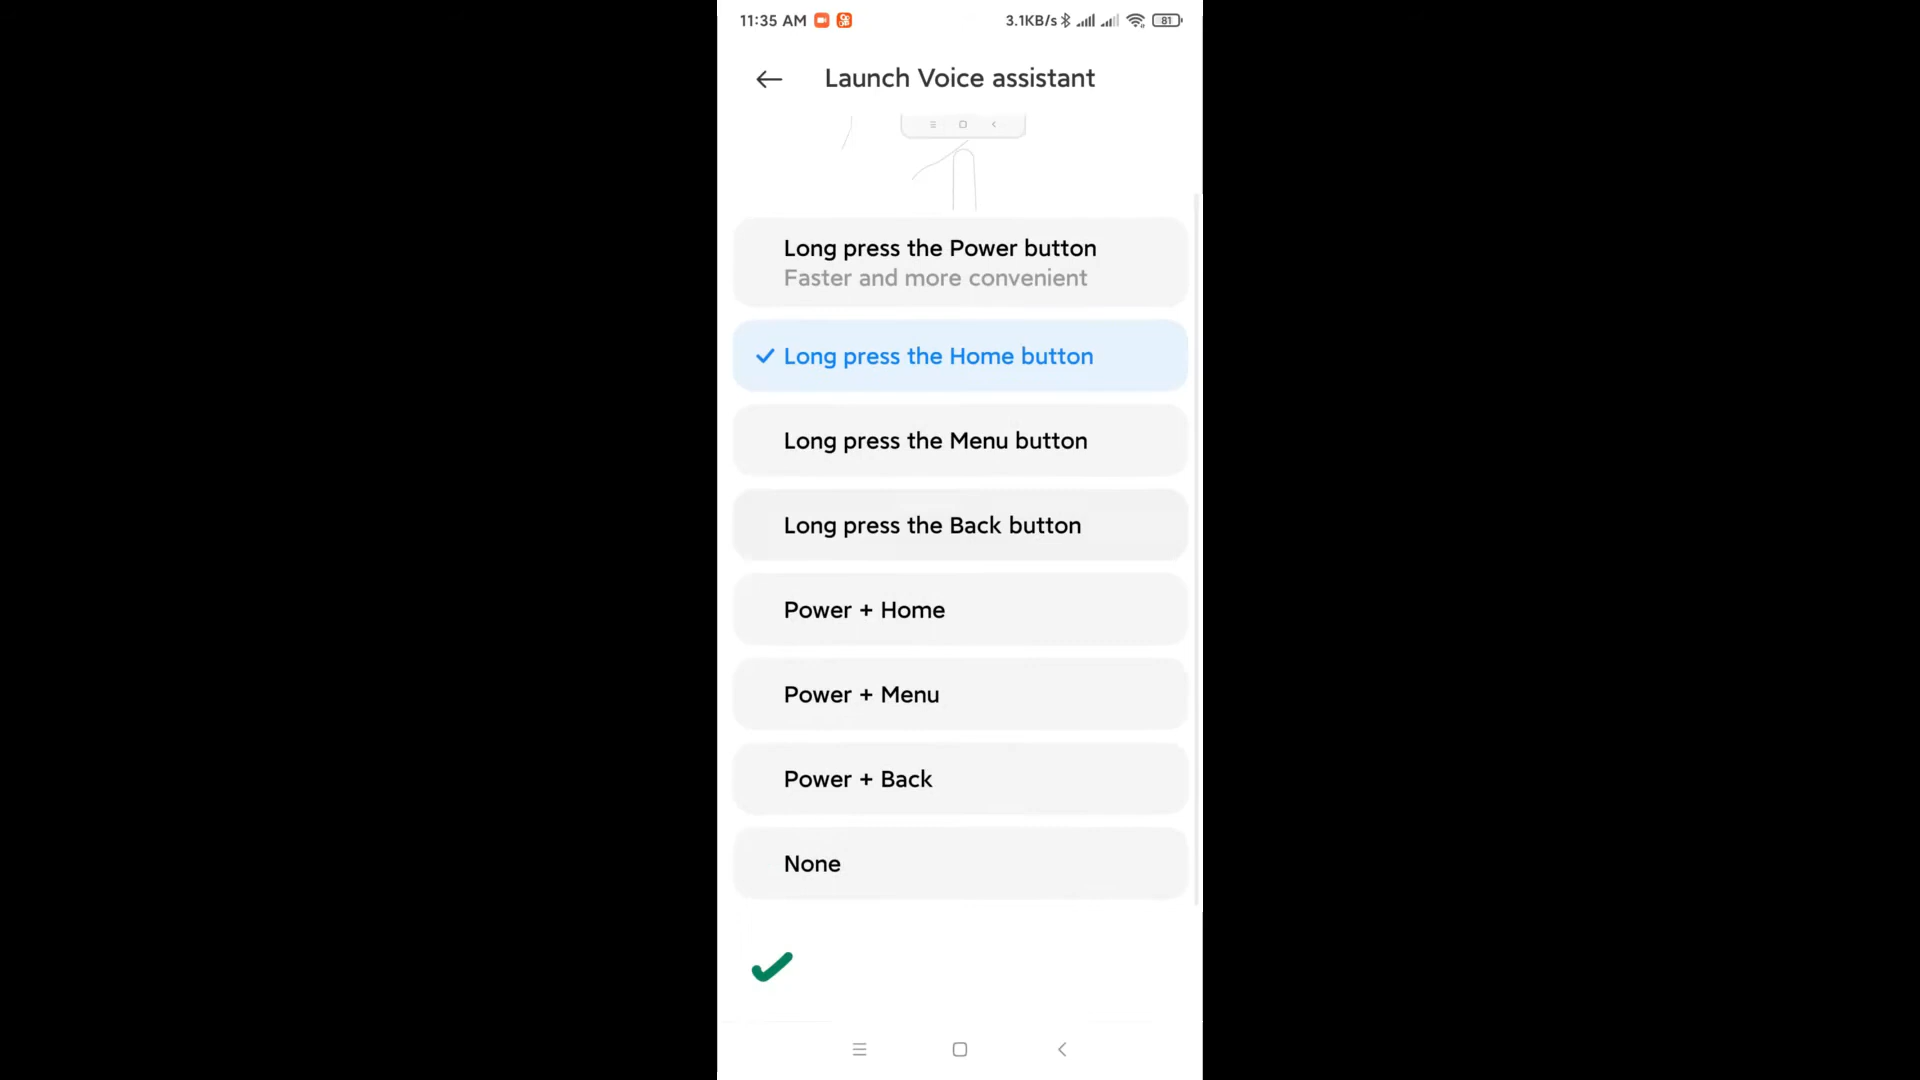 11:35 AM 3.1KB/s 81
Launch Voice assistant
Long press the Power button
Faster and more convenient
Long press the Home button
Long press the Menu button
Long press the Back button
Power + Home
Power + Menu
Power + Back
None